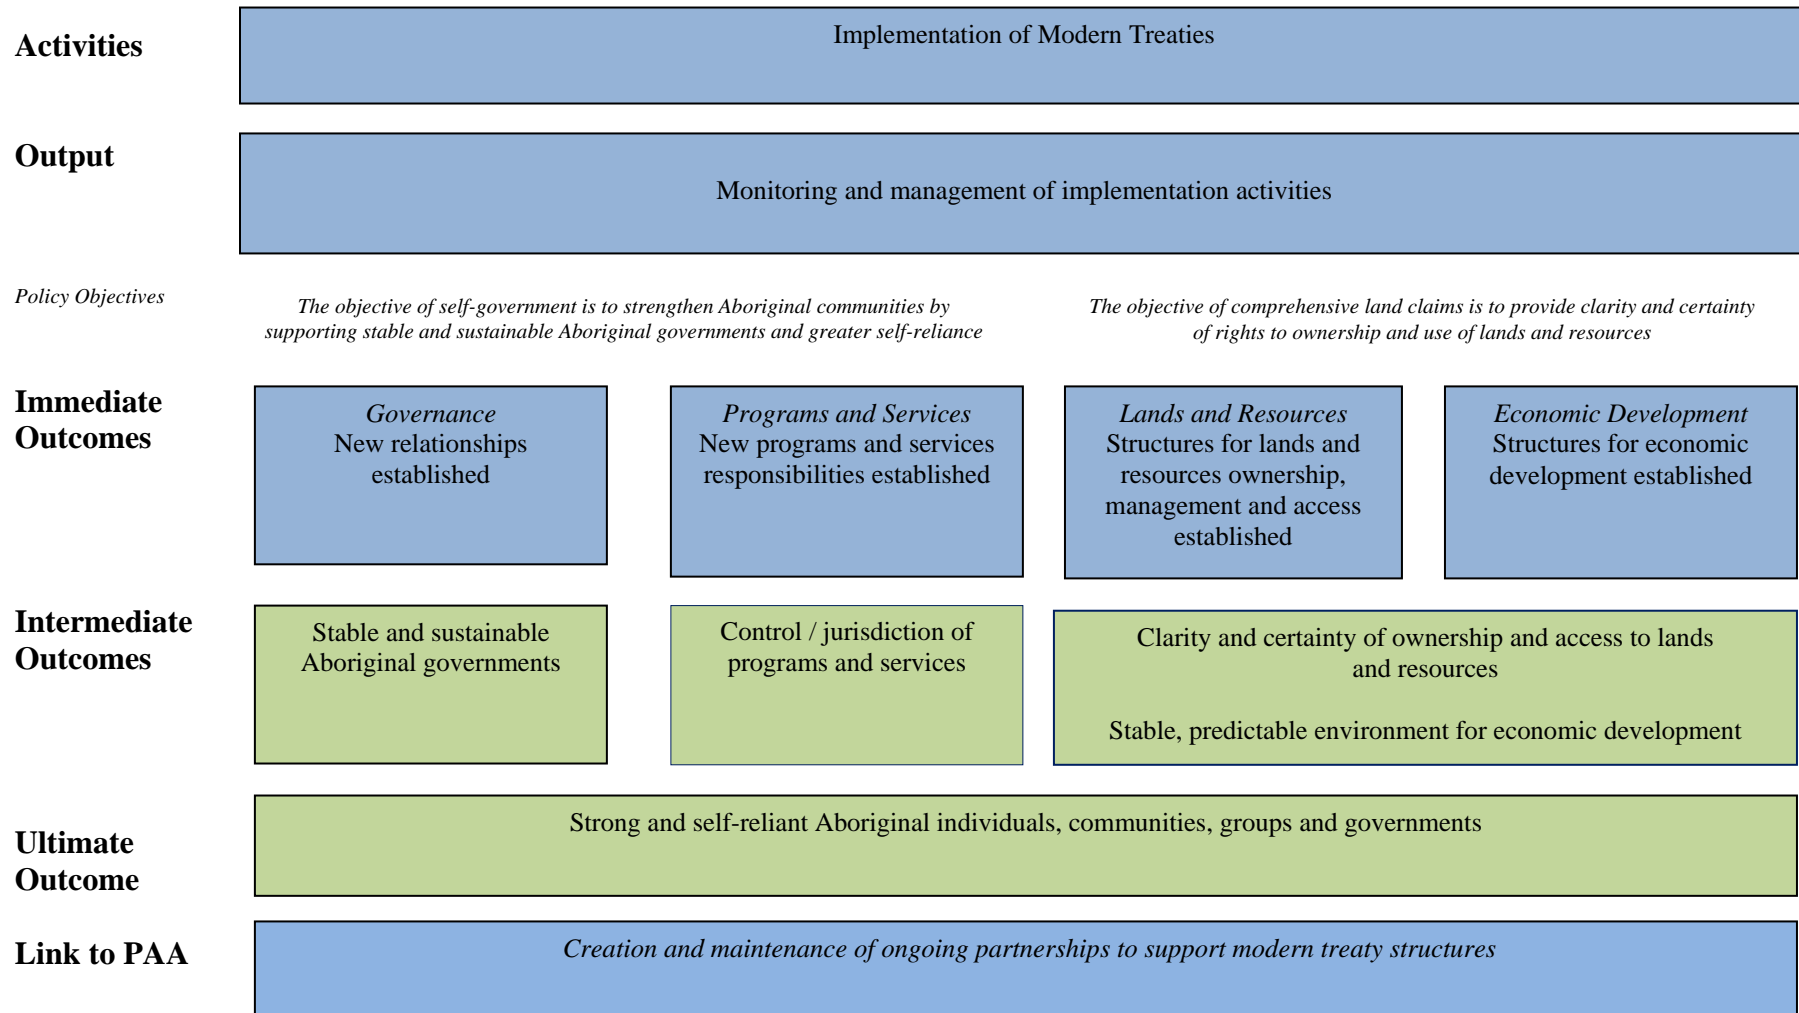 Activities
Implementation of Modern Treaties
Output
Monitoring and management of implementation activities
Policy Objectives
The objective of self-government is to strengthen Aboriginal communities by
supporting stable and sustainable Aboriginal governments and greater self-reliance
The objective of comprehensive land claims is to provide clarity and certainty
of rights to ownership and use of lands and resources
Immediate
Outcomes
Governance
New relationships
established
Programs and Services
New programs and services
responsibilities established
Lands and Resources
Structures for lands and
resources ownership,
management and access
established
Economic Development
Structures for economic
development established
Intermediate
Outcomes
Stable and sustainable
Aboriginal governments
Control / jurisdiction of
programs and services
Clarity and certainty of ownership and access to lands
and resources
Stable, predictable environment for economic development
Ultimate
Outcome
Strong and self-reliant Aboriginal individuals, communities, groups and governments
Link to PAA
Creation and maintenance of ongoing partnerships to support modern treaty structures